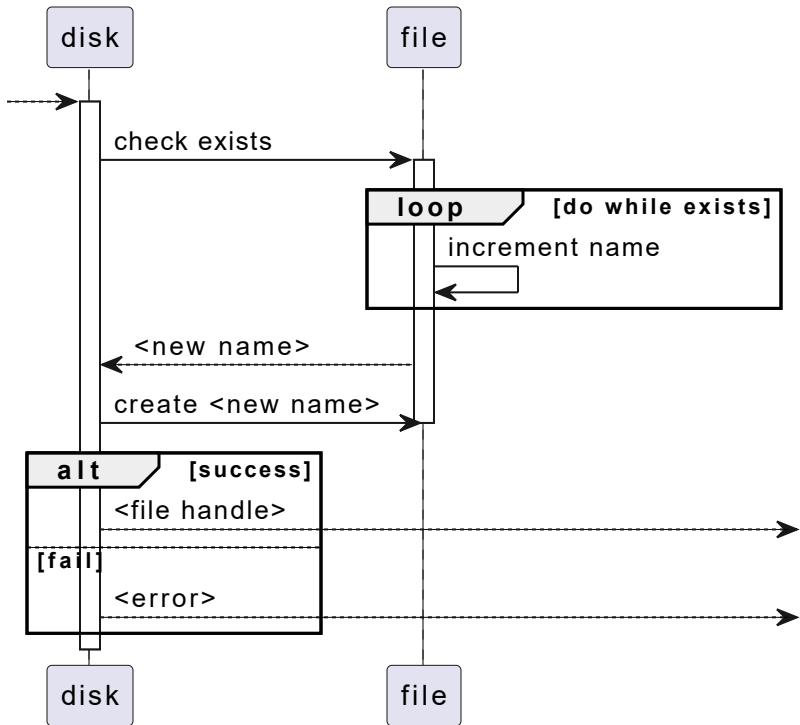 disk
file
check exists
loop
[do while exists]
increment name
<new name>
create <new name>
alt
[success]
<file handle>
[fail]
<error>
disk
file